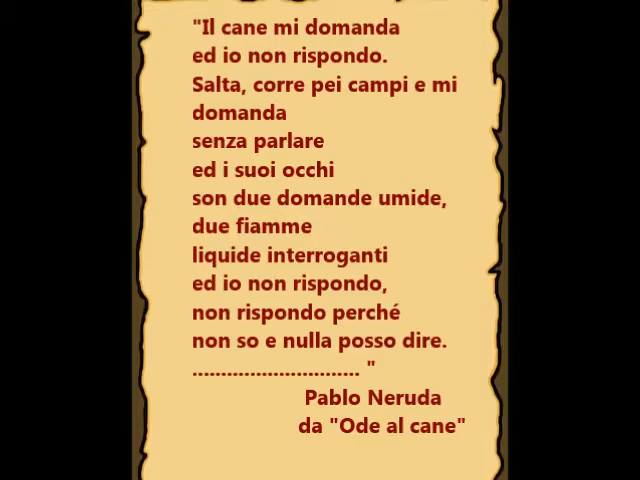 "Il cane mi domanda
ed io non rispondo.
Salta, corre pei campi e mi
domanda
senza parlare
ed i suoi occhi
son due domande umide,
due fiamme
liquide interroganti
ed io non rispondo,
non rispondo perché
non so e nulla posso dire.
............................. "
Pablo Neruda
da "Ode al cane"